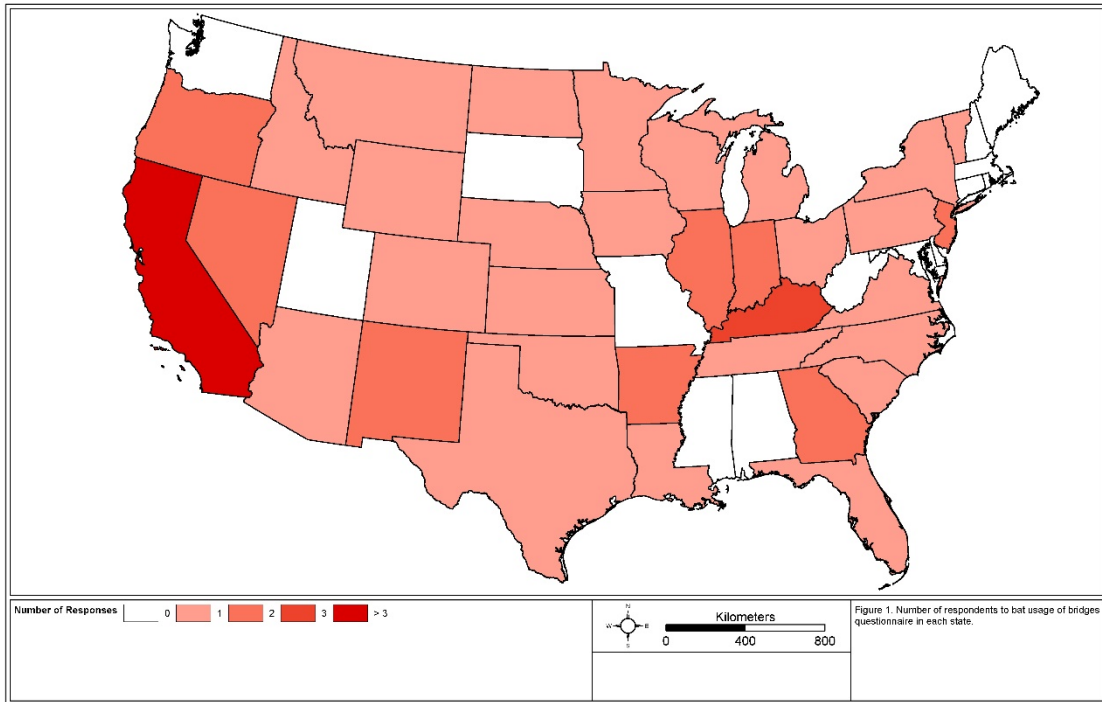 Number of Responses 0 1 2 3 > 3
N
W E
S
Kilometers
0 400 800
Figure 1. Number of respondents to bat usage of bridges
questionnaire in each state.